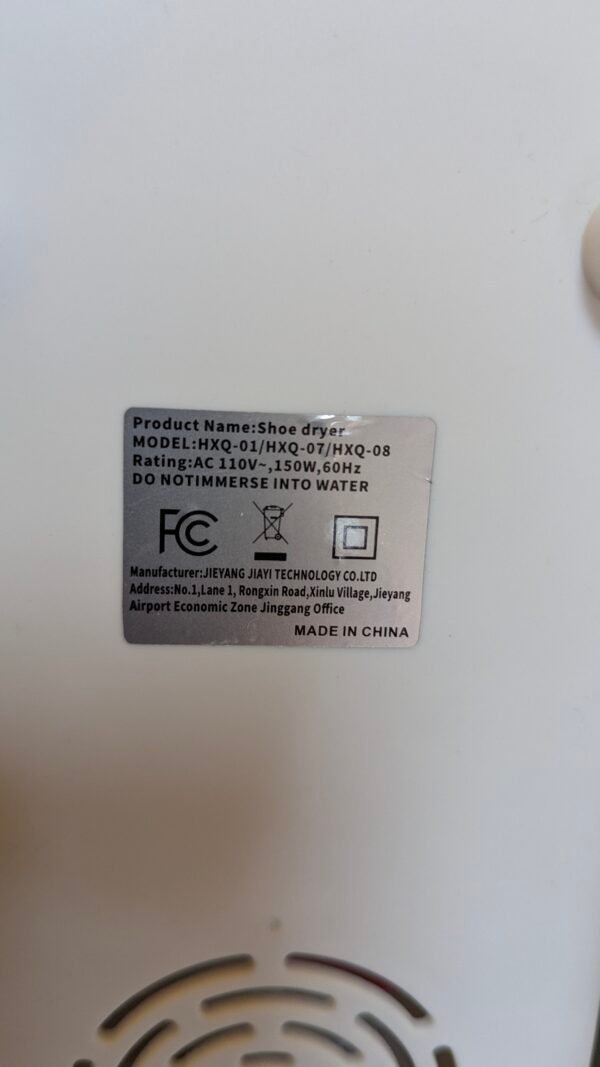 Product Name:Shoe dryer
MODEL:HXQ-01/HXQ-07/HXQ-08
Rating:AC 110V~,150W,60Hz
DO NOTIMMERSE INTO WATER
FC
Manufacturer:JIEYANG JIAYI TECHNOLOGY CO.LTD
Address:No.1,Lane 1, Rongxin Road,Xinlu Village,Jieyang
Airport Economic Zone Jinggang Office
MADE IN CHINA